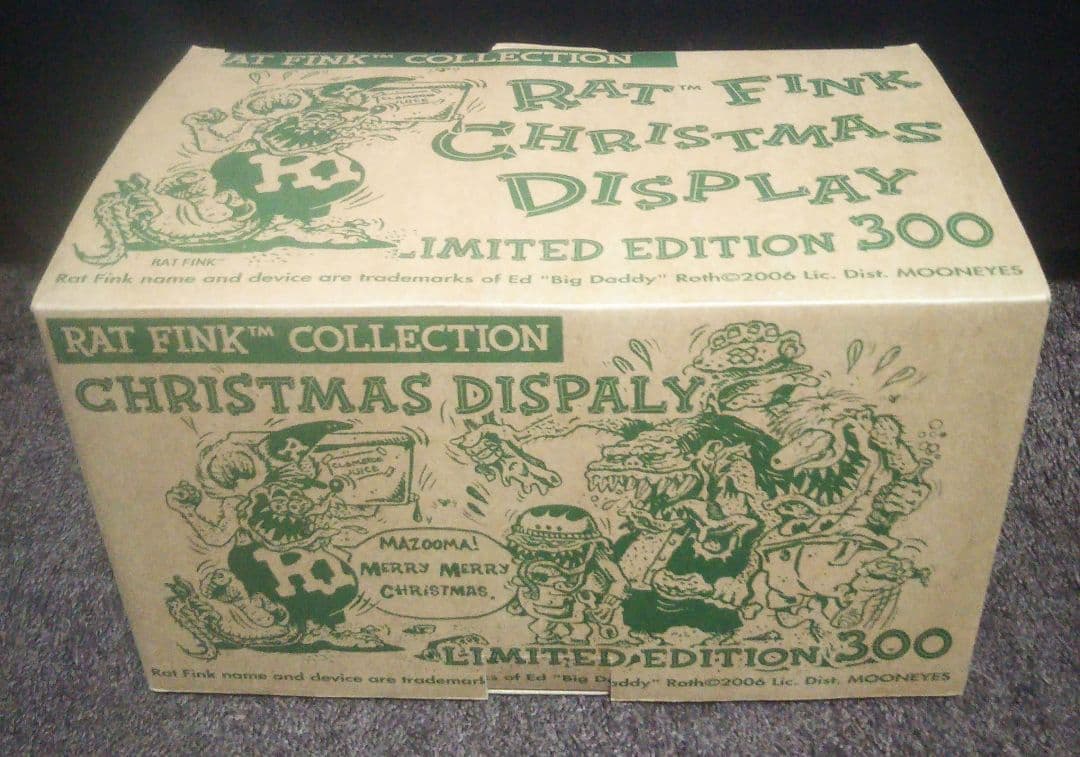 AT FINK™ COLLECTION
RAT™ FINK
CHRISTMAS
DISPLAY
LIMITED EDITION 300
RAT FINK™
Rat Fink name and device are trademarks of Ed "Big Daddy" Roth©2006 Lic. Dist. MOONEYES
RAT FINK™ COLLECTION
CHRISTMAS DISPALY
JUICE
MAZOOMA!
MERRY MERRY
CHRISTMAS.
R.F.
LIMITED EDITION 300
Rat Fink name and device are trademarks of Ed "Big Daddy" Roth©2006 Lic. Dist. MOONEYES